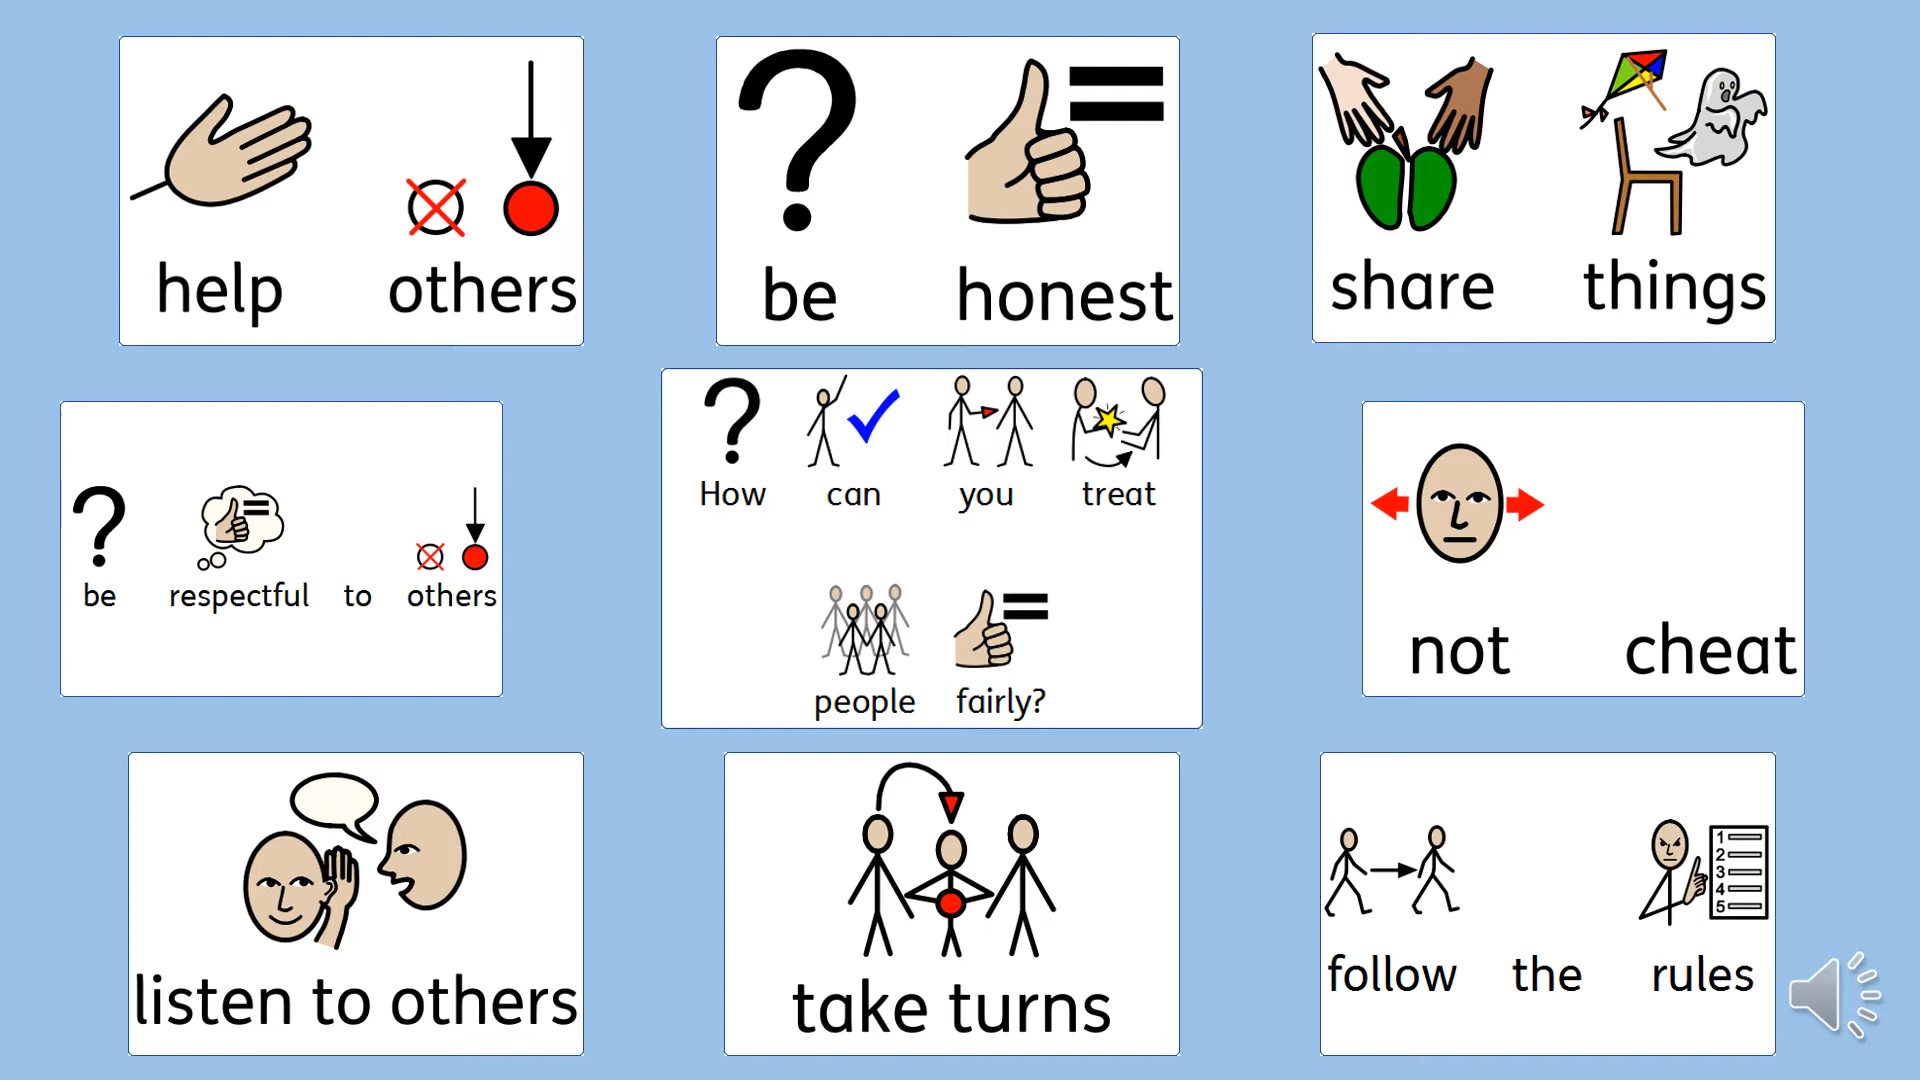 help others
be honest
share things
be respectful to others
How can you treat
people fairly?
not cheat
listen to others
take turns
follow the rules
1
2
3
4
5